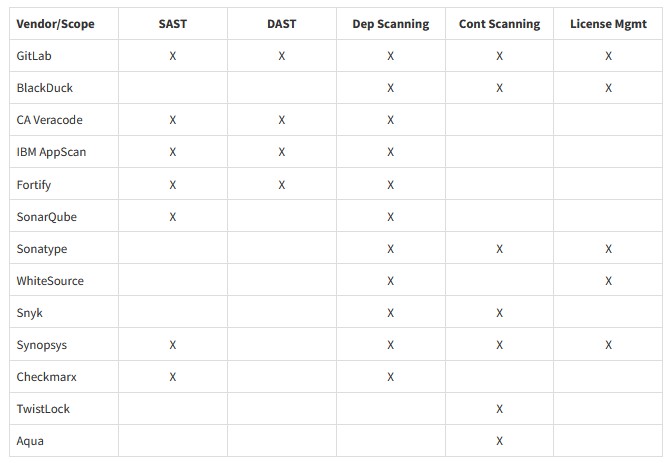 Vendor/Scope SAST DAST Dep Scanning Cont Scanning License Mgmt
GitLab X X X X X
BlackDuck X X X
CA Veracode X X X
IBM AppScan X X X
Fortify X X X
SonarQube X X
Sonatype X X X
WhiteSource X X
Snyk X X
Synopsys X X X X
Checkmarx X X
TwistLock X
Aqua X